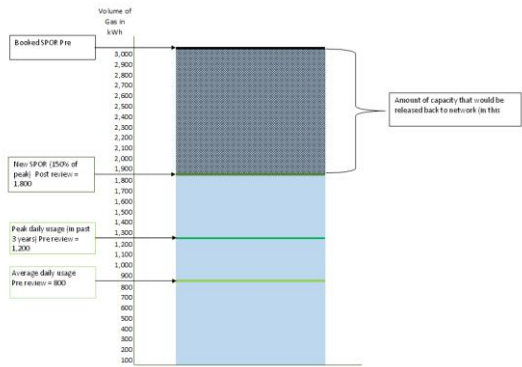 Volume of
Gas in
kWh
Booked SPOR Pre
3,000
2,900
2,800
2,700
2,600
2,500
2,400
2,300
2,200
2,100
2,000
1,900
1,800
1,700
1,600
1,500
1,400
1,300
1,200
1,100
1,000
900
800
700
600
500
400
300
200
100
Amount of capacity that would be
released back to network (in this
New SPOR (150% of
peak) Post review =
1,800
Peak daily usage (in past
3 years) Pre review =
1,200
Average daily usage
Pre review = 800